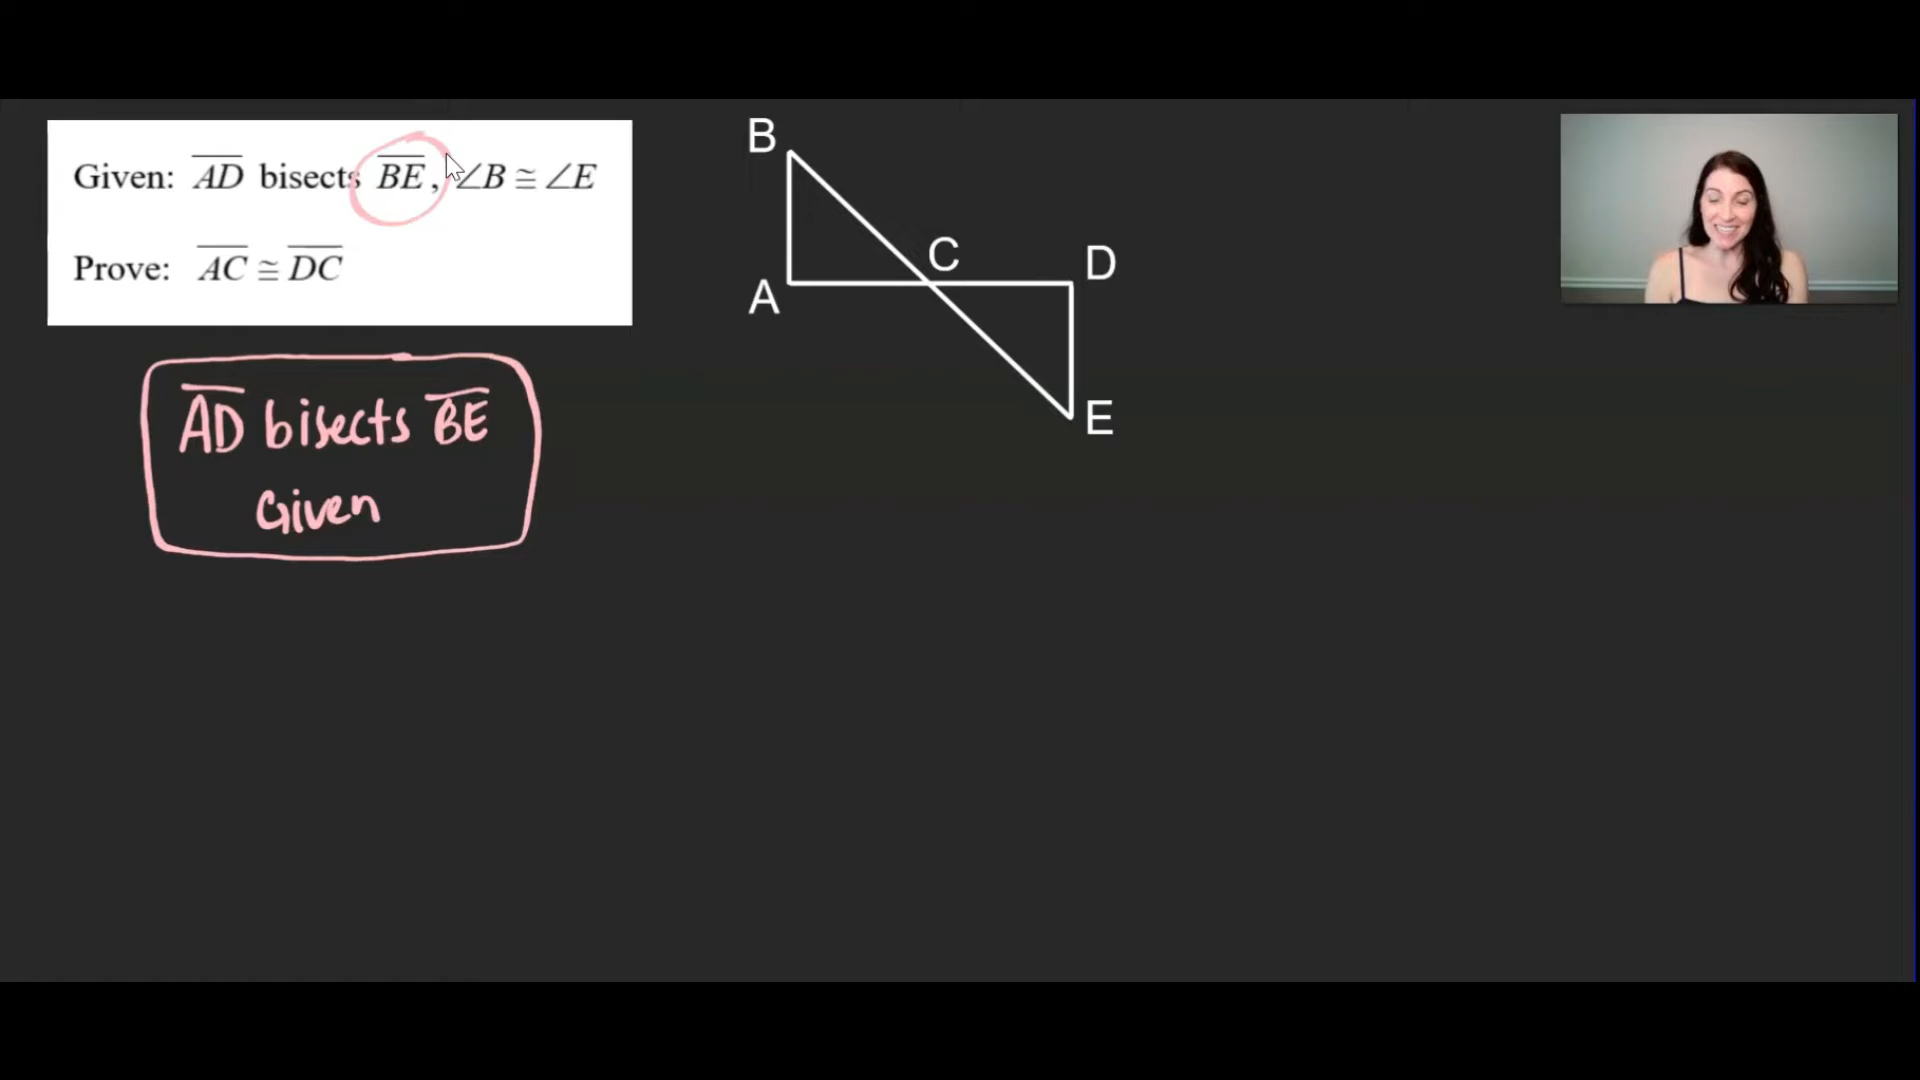 Given: AD bisects BE, ∠B ≅ ∠E
Prove: AC ≅ DC
AD bisects BE
Given
B
C
D
A
E